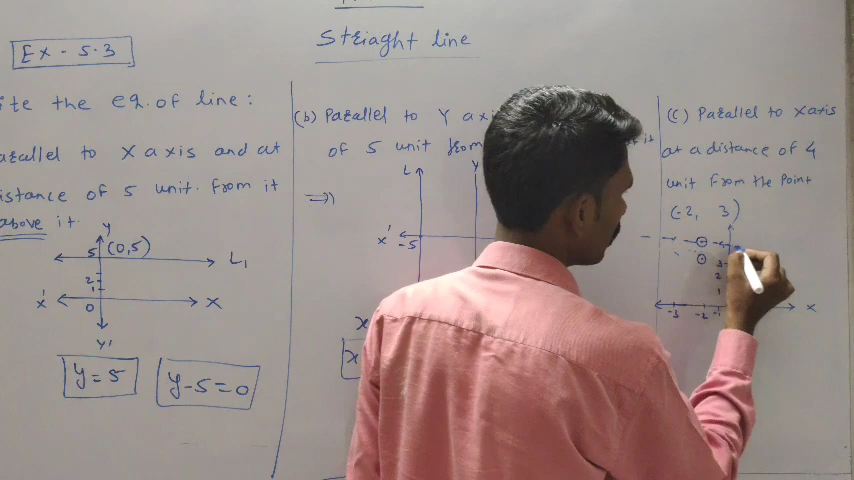 Striaght line
Ex - 5.3
ite the eq. of line:
arallel to X axis and at
istance of 5 unit. from it
above it.
Y
5 (0,5)
L1
2
1
X' 0 X
Y'
y = 5
y - 5 = 0
(b) Parallel to Y axi
of 5 unit from it
L Y
=>
X' -5
x
x
(c) Parallel to x axis
at a distance of 4
unit from the point
(-2, 3)
4
3
2
1
-3 -2 -1 X